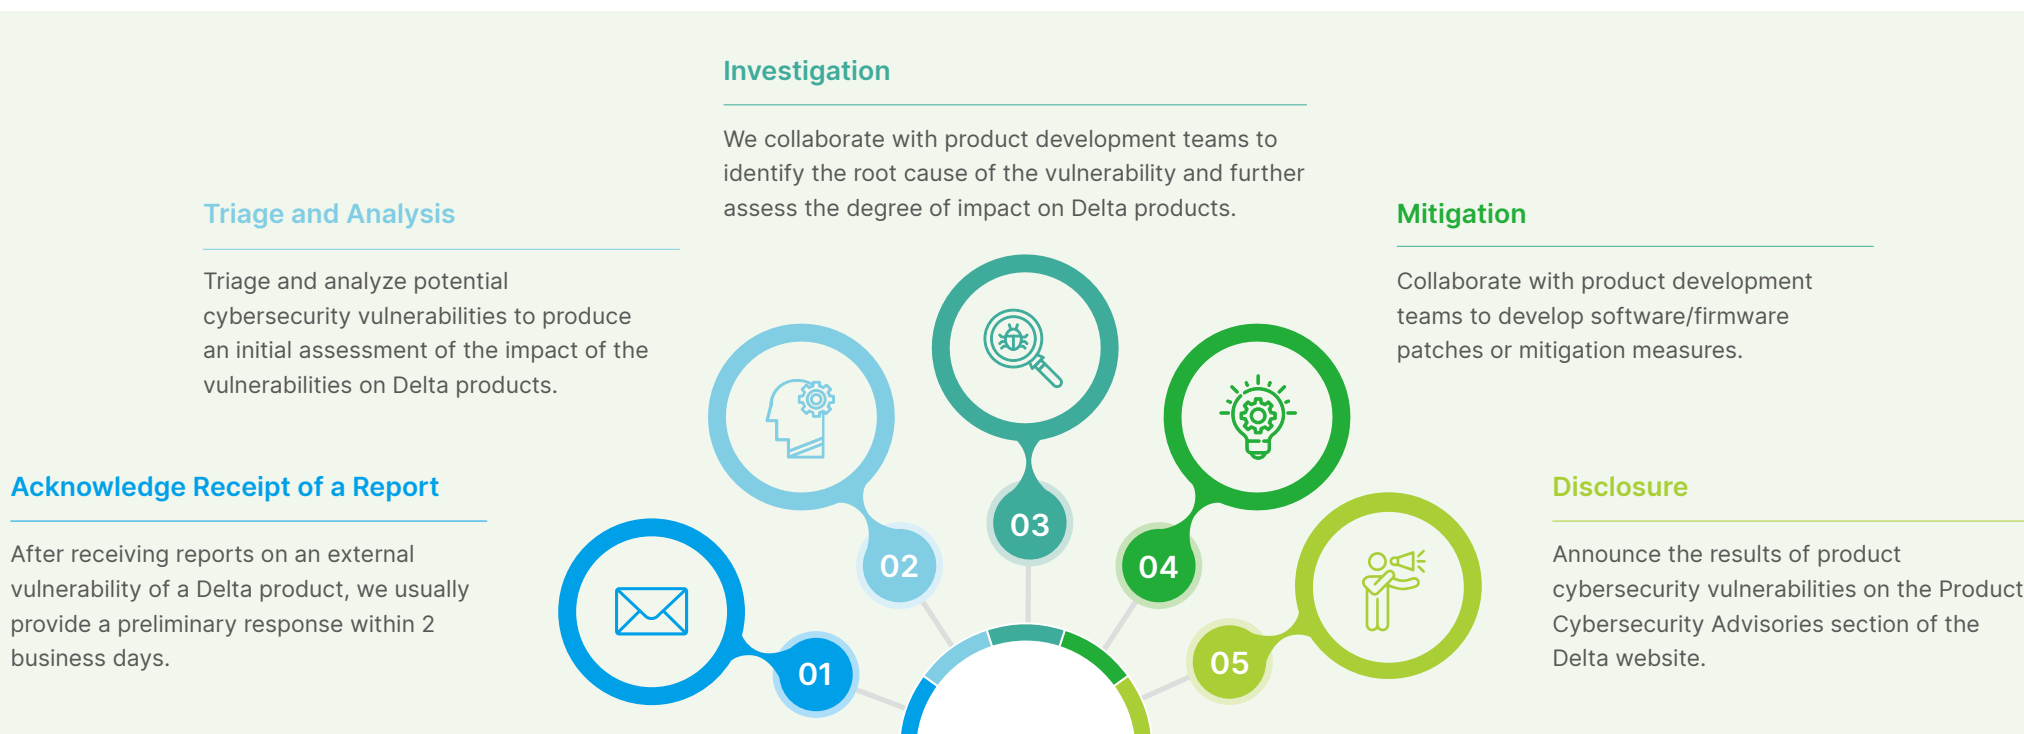 Acknowledge Receipt of a Report
After receiving reports on an external
vulnerability of a Delta product, we usually
provide a preliminary response within 2
business days.
01
Triage and Analysis
Triage and analyze potential
cybersecurity vulnerabilities to produce
an initial assessment of the impact of the
vulnerabilities on Delta products.
02
Investigation
We collaborate with product development teams to
identify the root cause of the vulnerability and further
assess the degree of impact on Delta products.
03
Mitigation
Collaborate with product development
teams to develop software/firmware
patches or mitigation measures.
04
Disclosure
Announce the results of product
cybersecurity vulnerabilities on the Product
Cybersecurity Advisories section of the
Delta website.
05